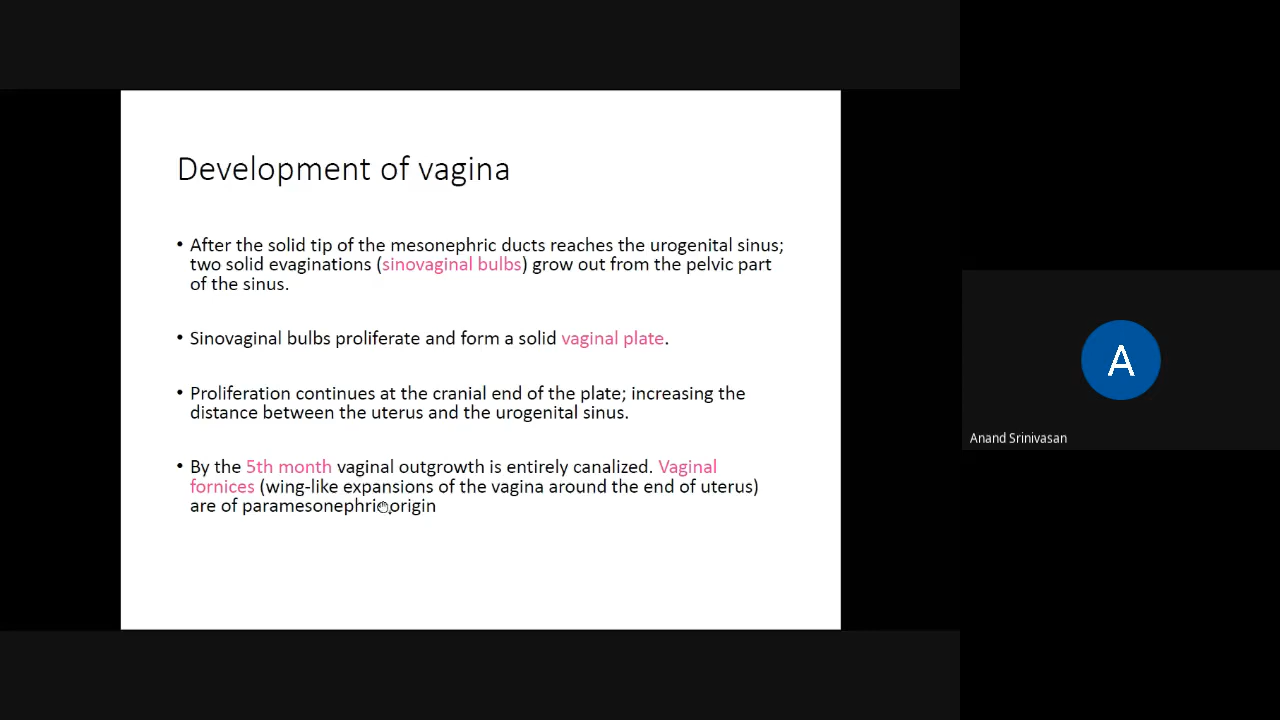 Development of vagina
• After the solid tip of the mesonephric ducts reaches the urogenital sinus;
two solid evaginations (sinovaginal bulbs) grow out from the pelvic part
of the sinus.
• Sinovaginal bulbs proliferate and form a solid vaginal plate.
• Proliferation continues at the cranial end of the plate; increasing the
distance between the uterus and the urogenital sinus.
• By the 5th month vaginal outgrowth is entirely canalized. Vaginal
fornices (wing-like expansions of the vagina around the end of uterus)
are of paramesonephric origin
A
Anand Srinivasan